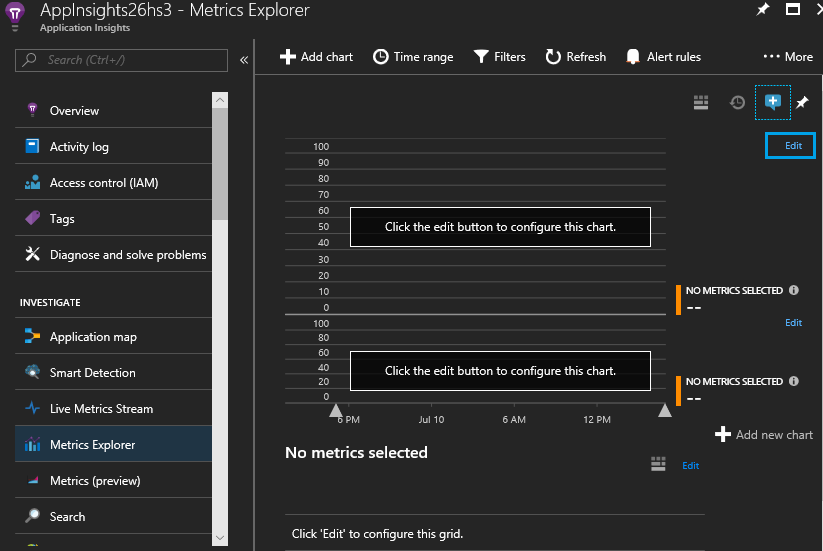 AppInsights26hs3 - Metrics Explorer
Application Insights
Search (Ctrl+/)
Overview
Activity log
Access control (IAM)
Tags
Diagnose and solve problems
INVESTIGATE
Application map
Smart Detection
Live Metrics Stream
Metrics Explorer
Metrics (preview)
Search
Add chart
Time range
Filters
Refresh
Alert rules
More
Edit
100
90
80
70
60
50
40
30
20
10
0
Click the edit button to configure this chart.
NO METRICS SELECTED
--
Edit
100
80
60
40
20
0
Click the edit button to configure this chart.
NO METRICS SELECTED
--
6 PM
Jul 10
6 AM
12 PM
Add new chart
No metrics selected
Edit
Click 'Edit' to configure this grid.